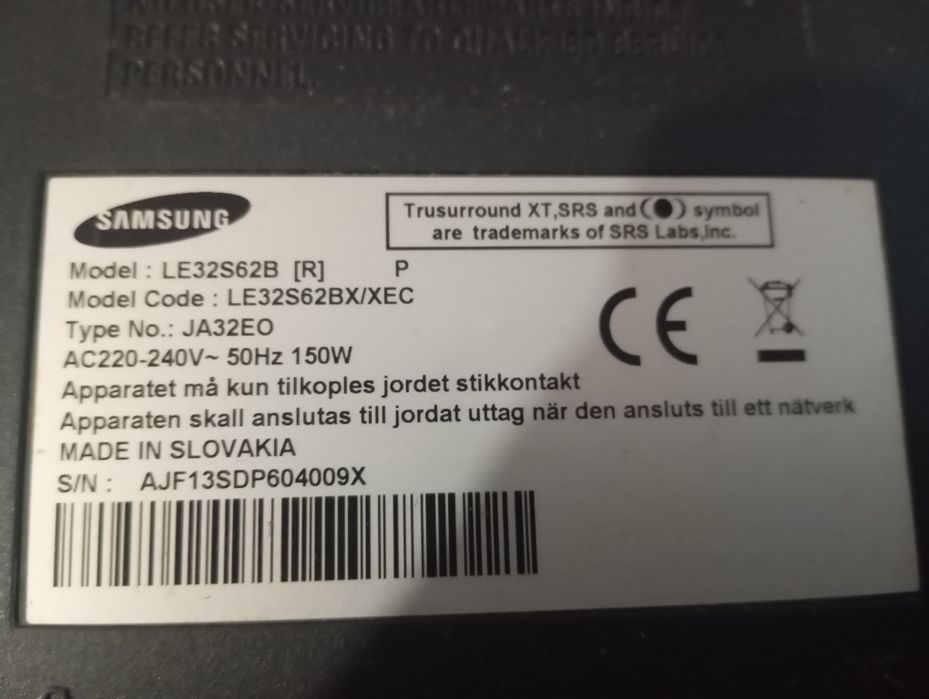 REFER SERVICING TO QUALIFIED SERVICE
PERSONNEL.
SAMSUNG
Trusurround XT,SRS and (●) symbol
are trademarks of SRS Labs,Inc.
Model : LE32S62B [R] P
Model Code : LE32S62BX/XEC
Type No.: JA32EO
AC220-240V~ 50Hz 150W
Apparatet må kun tilkoples jordet stikkontakt
Apparaten skall anslutas till jordat uttag när den ansluts till ett nätverk
MADE IN SLOVAKIA
S/N : AJF13SDP604009X
CE